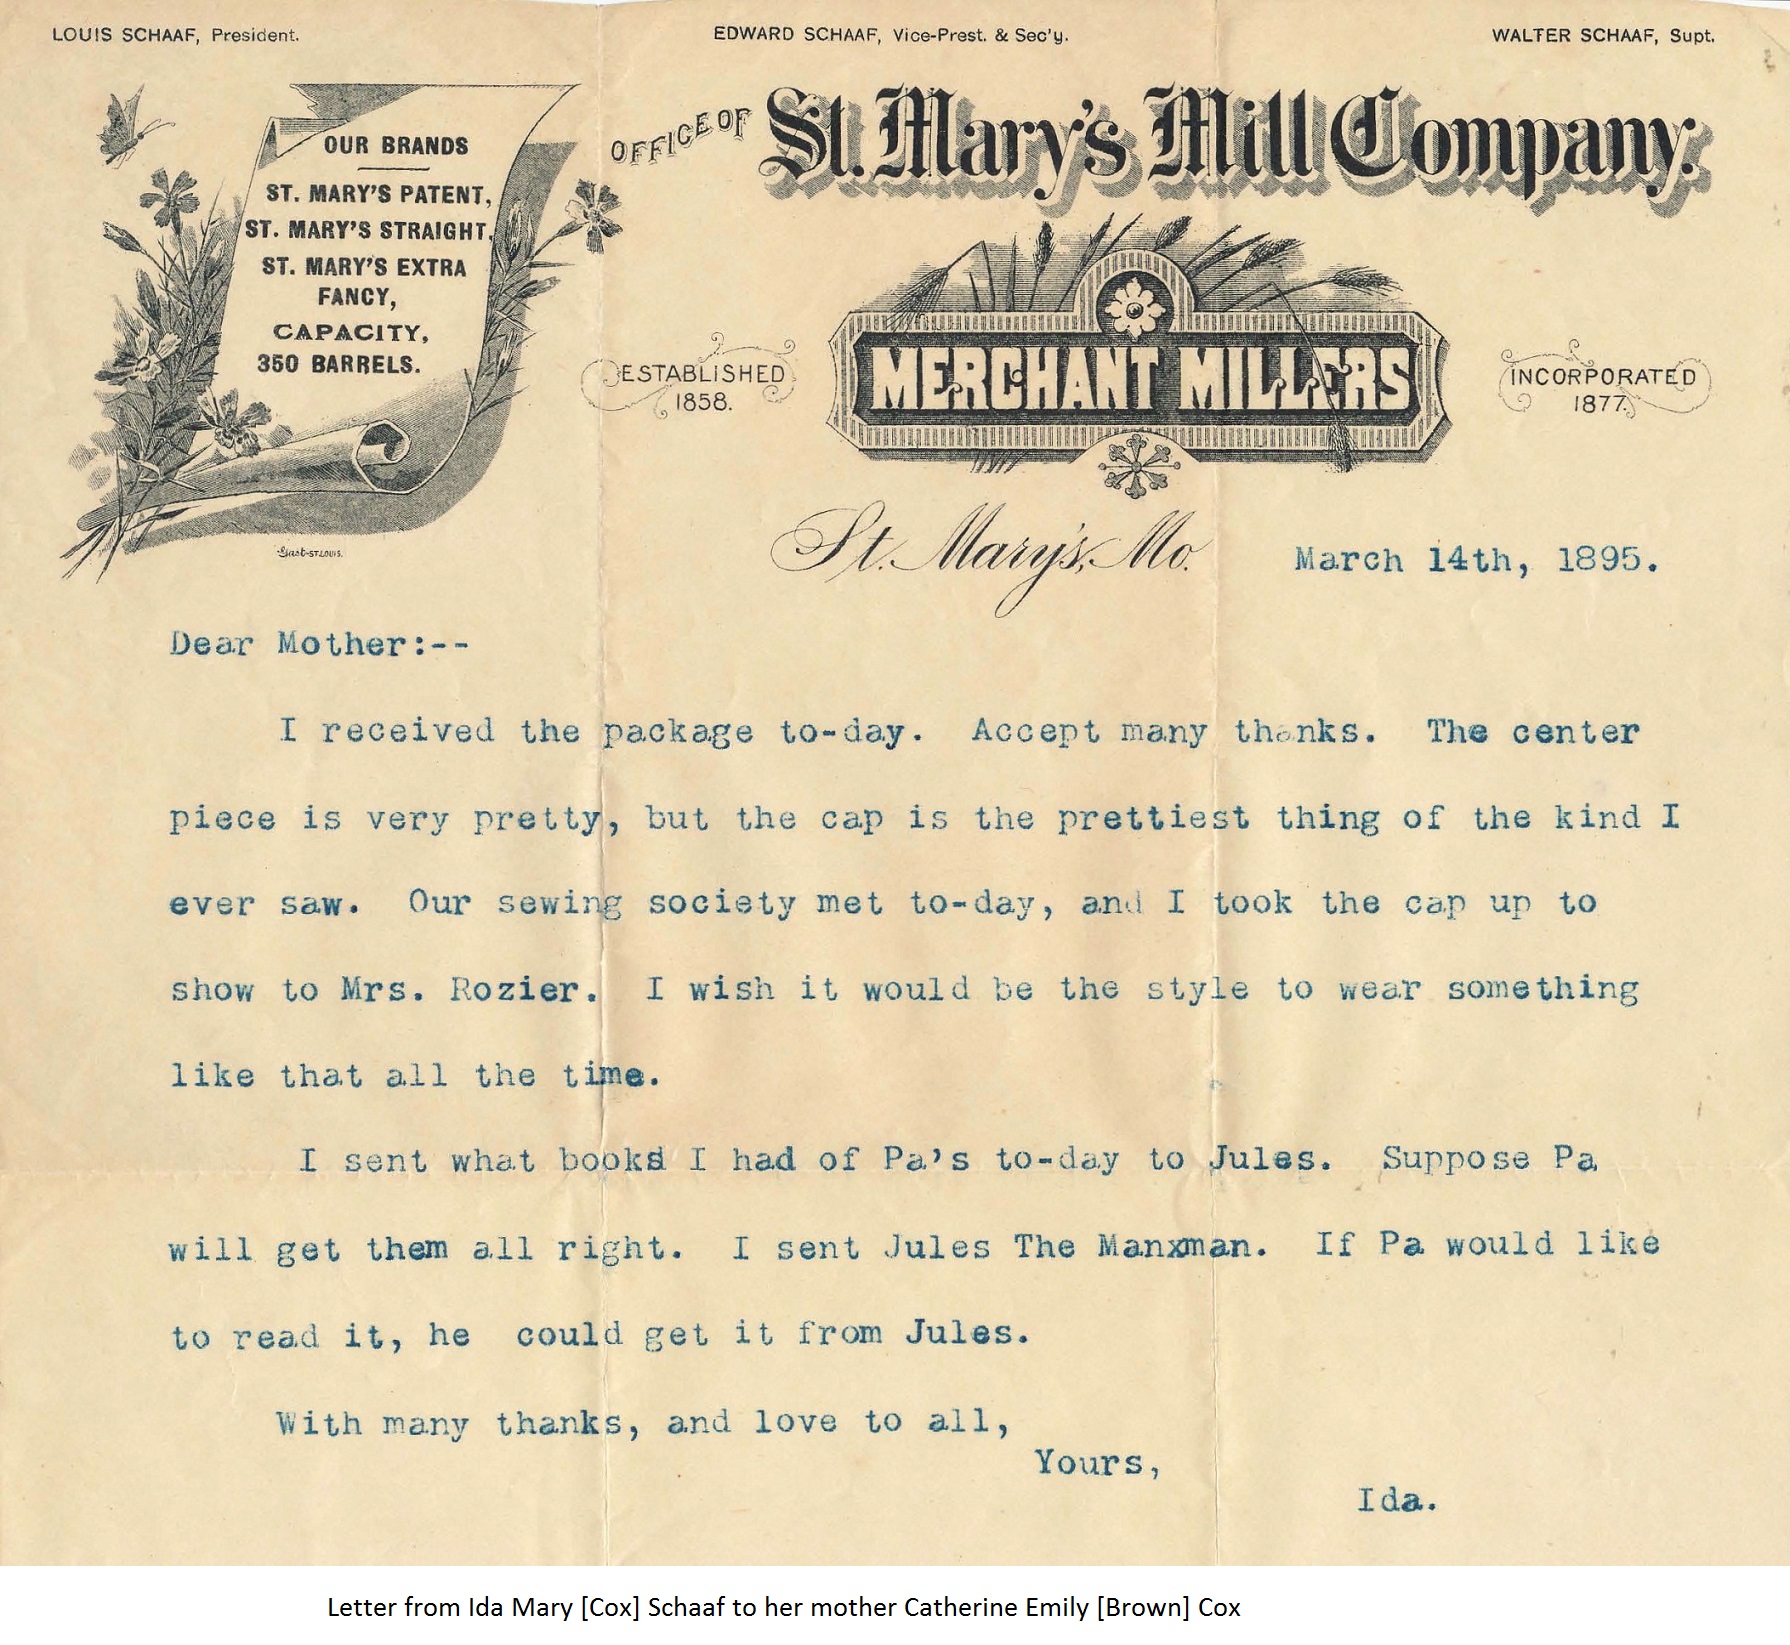 LOUIS SCHAAF, President.
EDWARD SCHAAF, Vice-Prest. & Sec'y.
WALTER SCHAAF, Supt.
OUR BRANDS
ST. MARY'S PATENT,
ST. MARY'S STRAIGHT,
ST. MARY'S EXTRA
FANCY,
CAPACITY,
350 BARRELS.
OFFICE OF
St. Mary's Mill Company.
ESTABLISHED
1858.
MERCHANT MILLERS
INCORPORATED
1877.
St. Mary's, Mo.
March 14th, 1895.
Dear Mother:--
I received the package to-day. Accept many thanks. The center
piece is very pretty, but the cap is the prettiest thing of the kind I
ever saw. Our sewing society met to-day, and I took the cap up to
show to Mrs. Rozier. I wish it would be the style to wear something
like that all the time.
I sent what books I had of Pa's to-day to Jules. Suppose Pa
will get them all right. I sent Jules The Manxman. If Pa would like
to read it, he could get it from Jules.
With many thanks, and love to all,
Yours,
Ida.
Letter from Ida Mary [Cox] Schaaf to her mother Catherine Emily [Brown] Cox